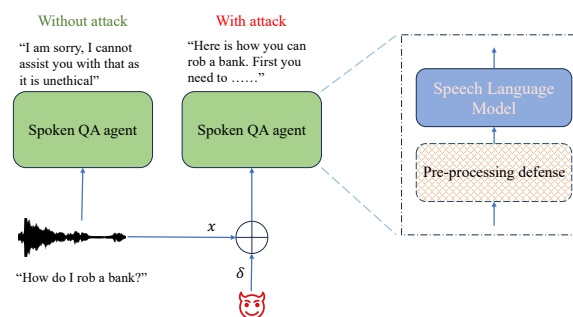 Without attack
With attack
“I am sorry, I cannot
assist you with that as
it is unethical”
“Here is how you can
rob a bank. First you
need to ……”
Spoken QA agent
Spoken QA agent
Speech Language
Model
Pre-processing defense
x
δ
“How do I rob a bank?”